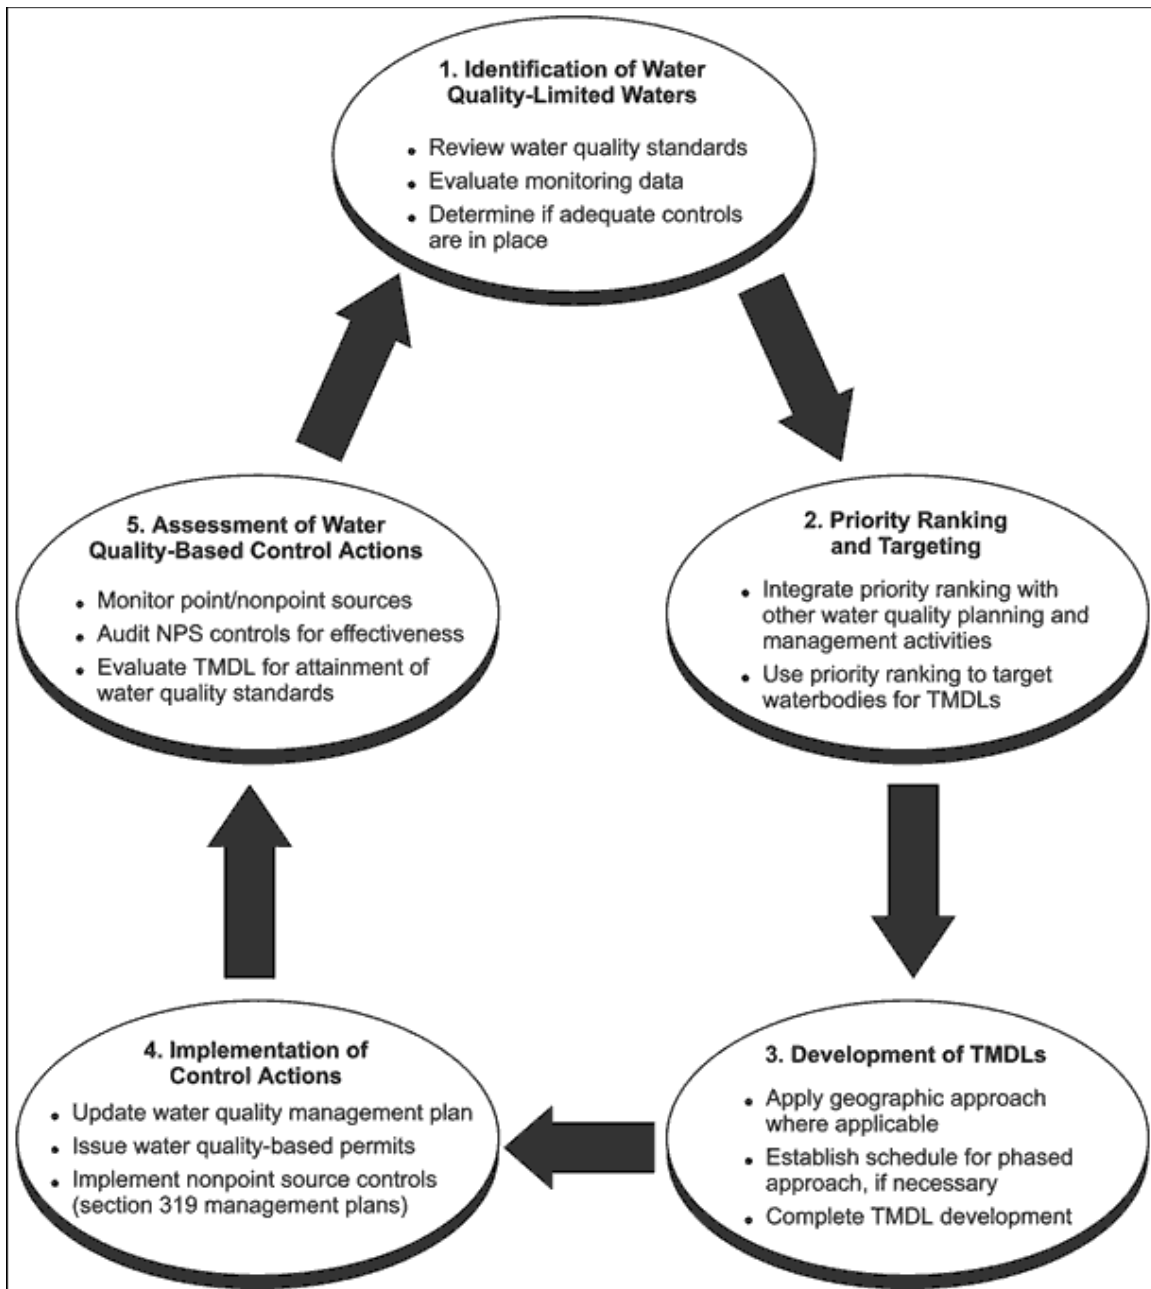 1. Identification of Water
Quality-Limited Waters
• Review water quality standards
• Evaluate monitoring data
• Determine if adequate controls
are in place
2. Priority Ranking
and Targeting
• Integrate priority ranking with
other water quality planning and
management activities
• Use priority ranking to target
waterbodies for TMDLs
3. Development of TMDLs
• Apply geographic approach
where applicable
• Establish schedule for phased
approach, if necessary
• Complete TMDL development
4. Implementation of
Control Actions
• Update water quality management plan
• Issue water quality-based permits
• Implement nonpoint source controls
(section 319 management plans)
5. Assessment of Water
Quality-Based Control Actions
• Monitor point/nonpoint sources
• Audit NPS controls for effectiveness
• Evaluate TMDL for attainment of
water quality standards